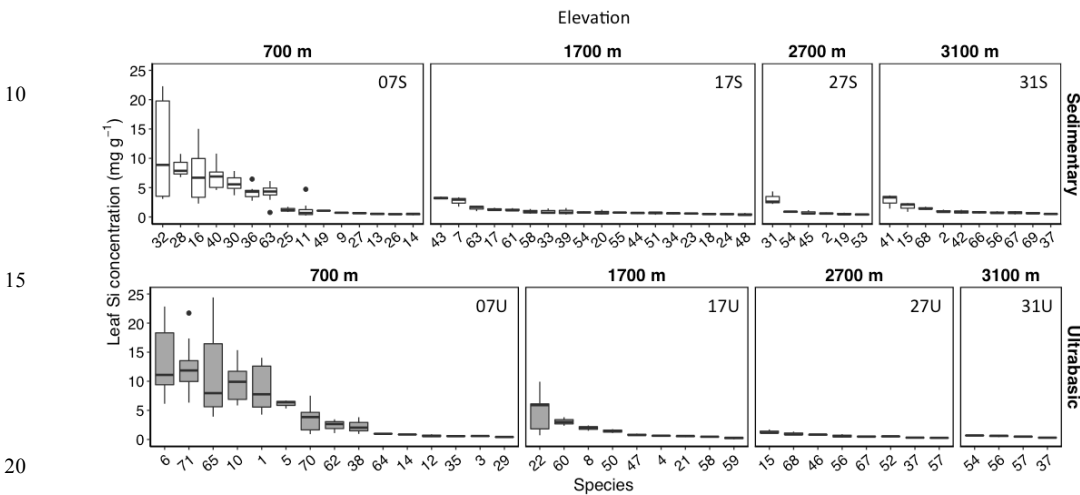 Elevation
700 m 1700 m 2700 m 3100 m
10
25
20
15
10
5
0
07S 17S 27S 31S
Sedimentary
32 28 16 40 30 36 63 25 11 49 9 27 13 26 14
43 7 63 17 61 58 33 39 54 20 55 44 51 34 23 18 24 48
31 54 45 2 19 53
41 15 68 2 42 66 56 67 69 37
Leaf Si concentration (mg g⁻¹)
15
700 m 1700 m 2700 m 3100 m
25
20
15
10
5
0
07U 17U 27U 31U
Ultrabasic
6 71 65 10 1 5 70 62 38 64 14 12 35 3 29
22 60 8 50 47 4 21 58 59
15 68 46 56 67 52 37 57
54 56 57 37
20
Species